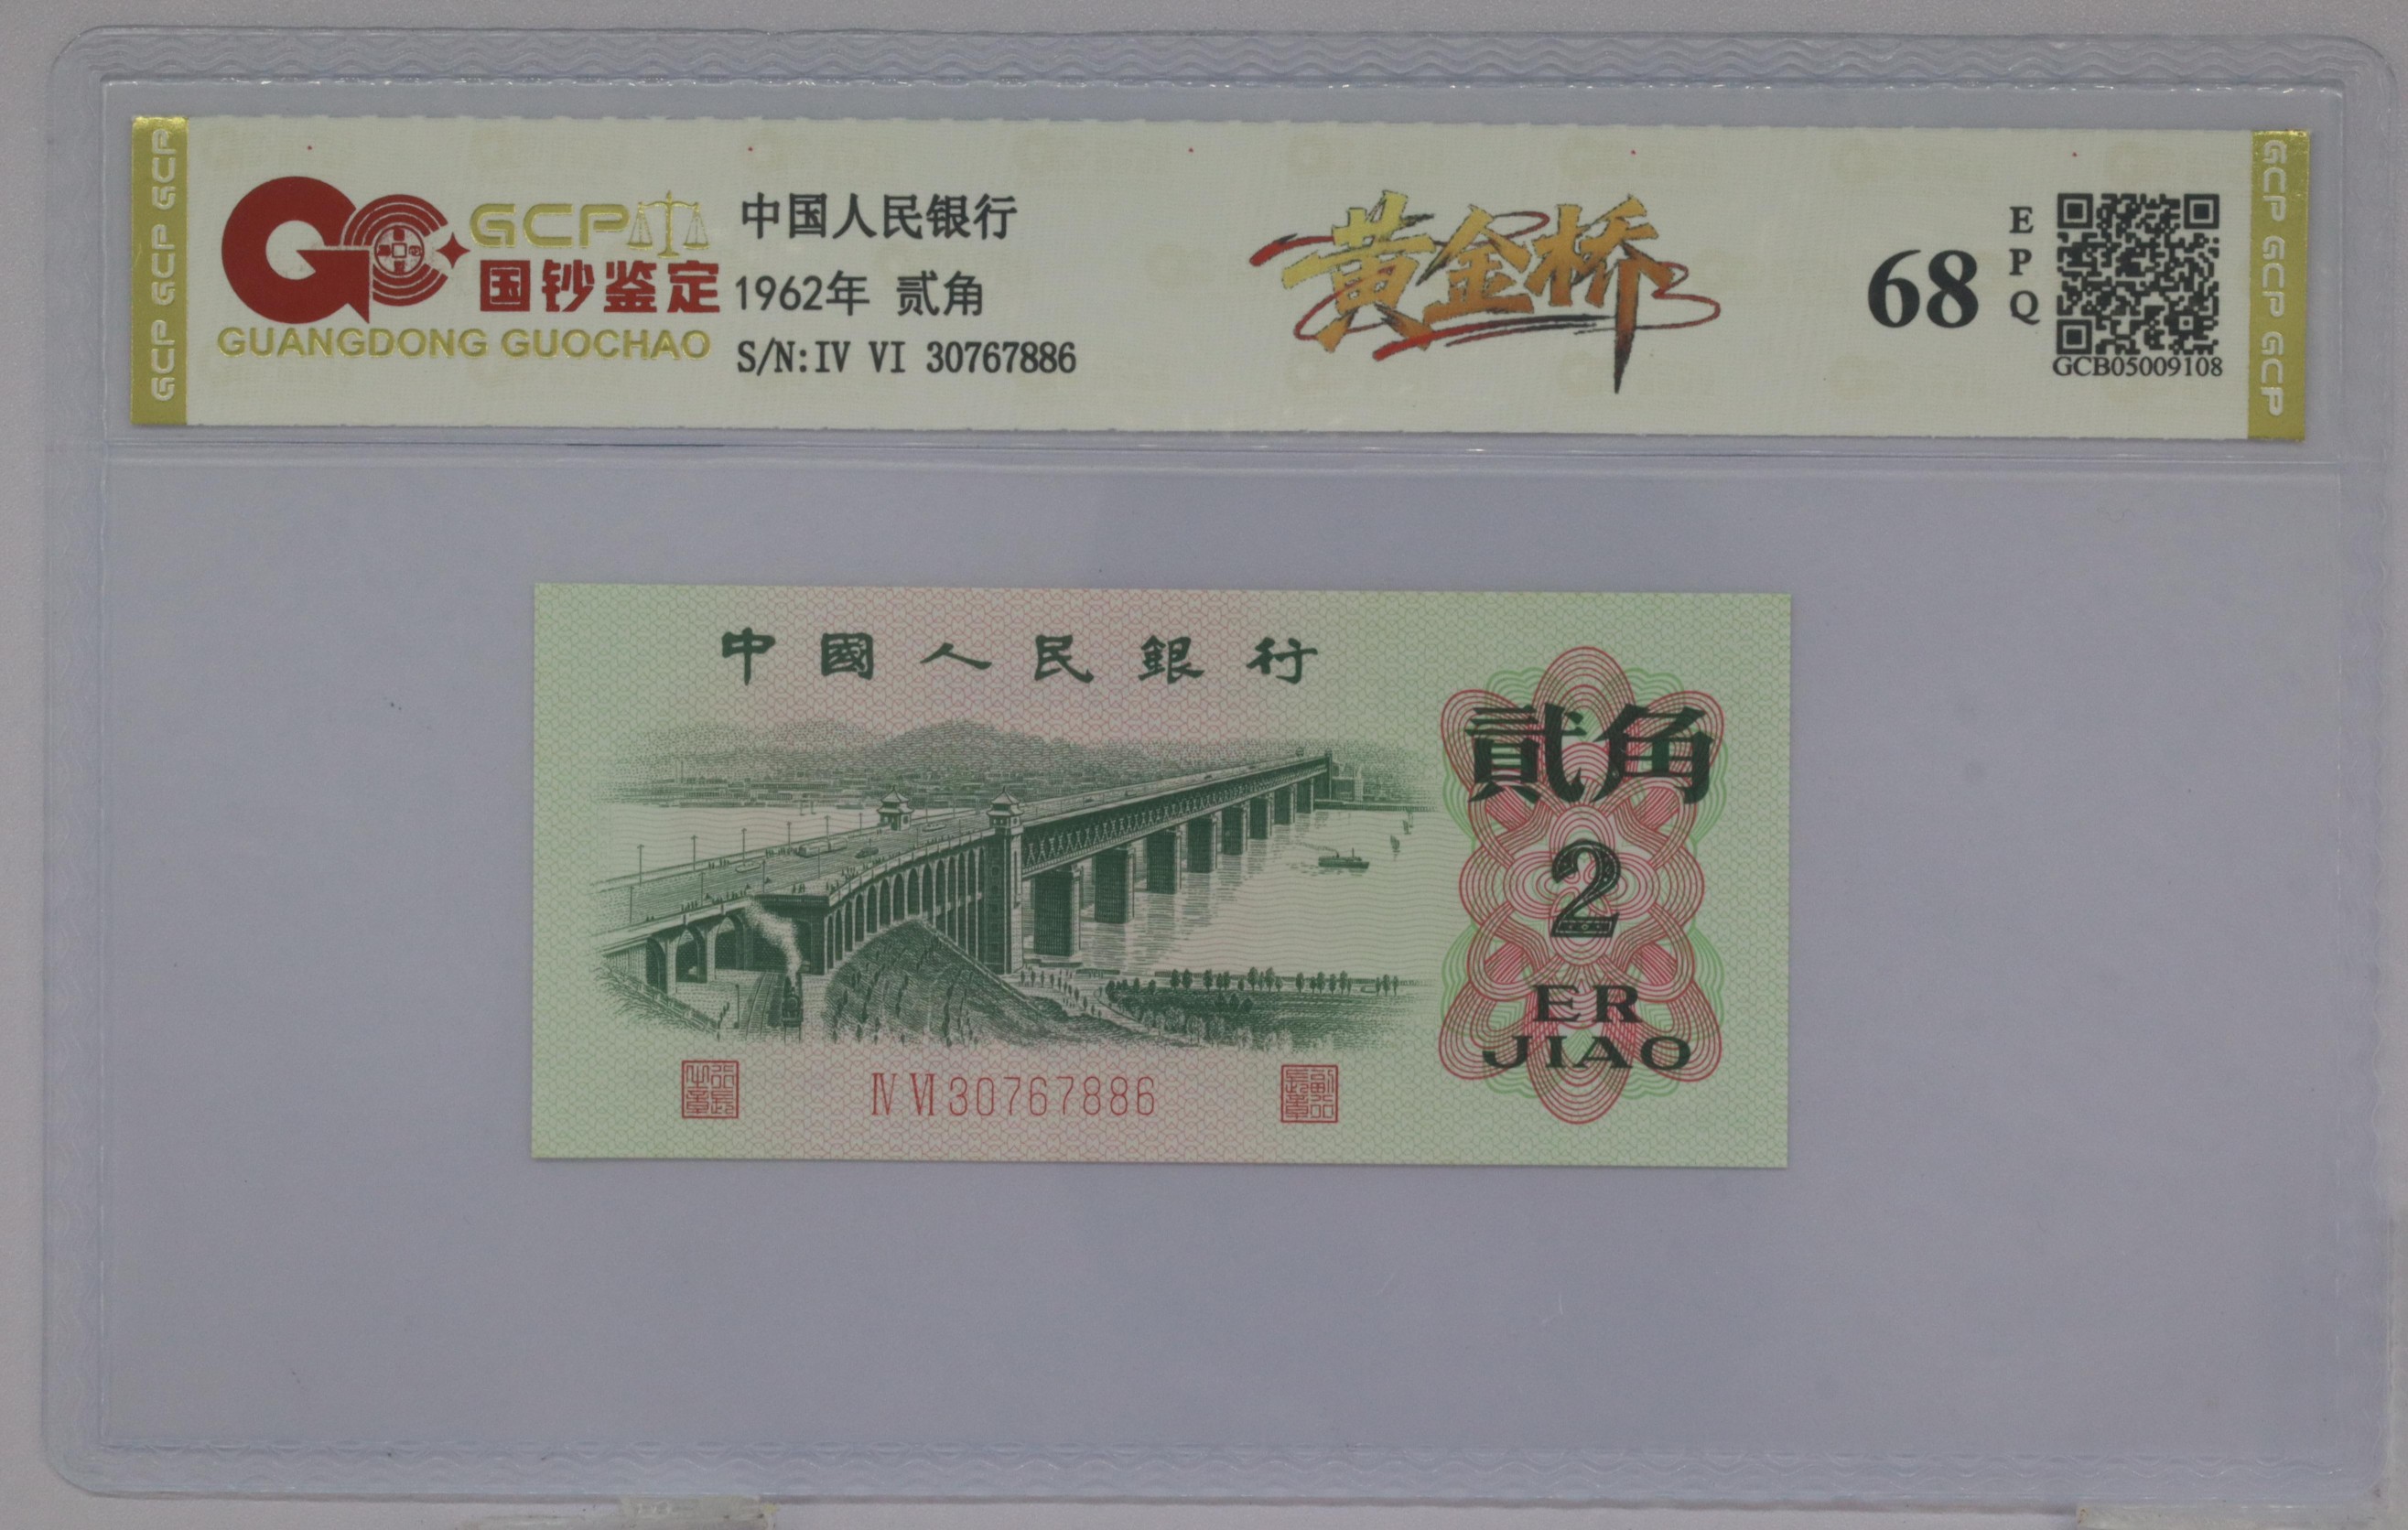 GCP GCP GCP
GCP
国钞鉴定
GUANGDONG GUOCHAO
中国人民银行
1962年 贰角
S/N:IV VI 30767886
黄金桥
68
EPQ
GCB05009108
GCP GCP GCP GCP
中國人民銀行
貳角
2
ER
JIAO
Ⅳ Ⅵ 30767886